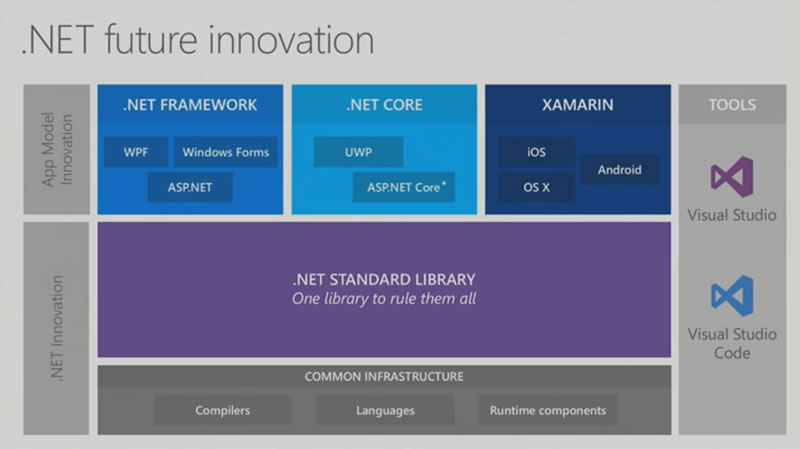 .NET future innovation
App Model
Innovation
.NET FRAMEWORK
WPF
Windows Forms
ASP.NET
.NET CORE
UWP
ASP.NET Core*
XAMARIN
iOS
Android
OS X
TOOLS
Visual Studio
Visual Studio
Code
.NET Innovation
.NET STANDARD LIBRARY
One library to rule them all
COMMON INFRASTRUCTURE
Compilers
Languages
Runtime components